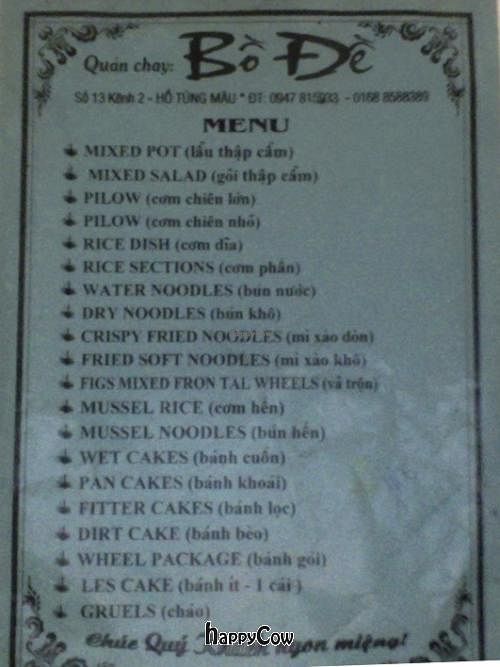 Quán chay: Bồ Đề
Số 13 Kênh 2 - HỒ TÙNG MẬU * ĐT: 0947 815933 - 0168 8588389
MENU
MIXED POT (lẩu thập cẩm)
MIXED SALAD (gỏi thập cẩm)
PILOW (cơm chiên lớn)
PILOW (cơm chiên nhỏ)
RICE DISH (cơm dĩa)
RICE SECTIONS (cơm phần)
WATER NOODLES (bún nước)
DRY NOODLES (bún khô)
CRISPY FRIED NOODLES (mì xào dòn)
FRIED SOFT NOODLES (mì xào khô)
FIGS MIXED FRON TAL WHEELS (vả trộn)
MUSSEL RICE (cơm hến)
MUSSEL NOODLES (bún hến)
WET CAKES (bánh cuốn)
PAN CAKES (bánh khoái)
FITTER CAKES (bánh lọc)
DIRT CAKE (bánh bèo)
WHEEL PACKAGE (bánh gói)
LES CAKE (bánh ít - 1 cái)
GRUELS (cháo)
Chúc Quý ngon miệng!
HappyCow